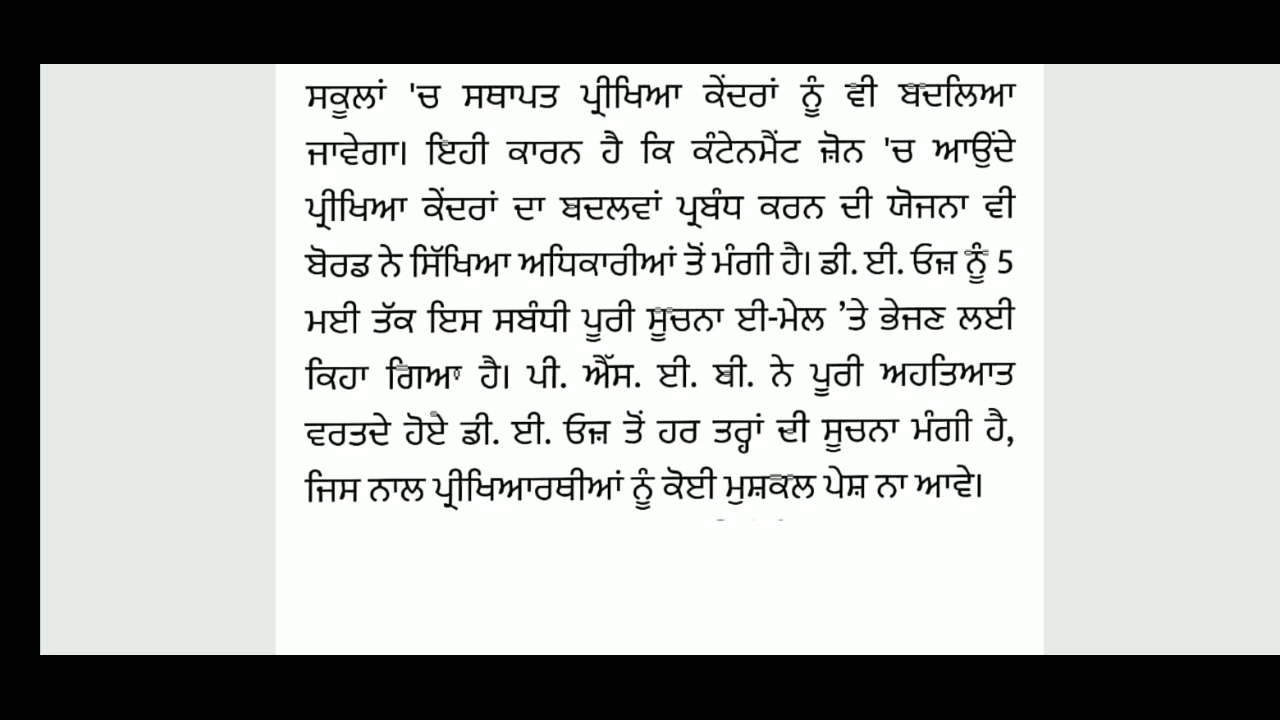 ਸਕੂਲਾਂ 'ਚ ਸਥਾਪਤ ਪ੍ਰੀਖਿਆ ਕੇਂਦਰਾਂ ਨੂੰ ਵੀ ਬਦਲਿਆ
ਜਾਵੇਗਾ। ਇਹੀ ਕਾਰਨ ਹੈ ਕਿ ਕੰਟੇਨਮੈਂਟ ਜ਼ੋਨ 'ਚ ਆਉਂਦੇ
ਪ੍ਰੀਖਿਆ ਕੇਂਦਰਾਂ ਦਾ ਬਦਲਵਾਂ ਪ੍ਰਬੰਧ ਕਰਨ ਦੀ ਯੋਜਨਾ ਵੀ
ਬੋਰਡ ਨੇ ਸਿੱਖਿਆ ਅਧਿਕਾਰੀਆਂ ਤੋਂ ਮੰਗੀ ਹੈ। ਡੀ. ਈ. ਓਜ਼ ਨੂੰ 5
ਮਈ ਤੱਕ ਇਸ ਸਬੰਧੀ ਪੂਰੀ ਸੂਚਨਾ ਈ-ਮੇਲ ’ਤੇ ਭੇਜਣ ਲਈ
ਕਿਹਾ ਗਿਆ ਹੈ। ਪੀ. ਐੱਸ. ਈ. ਬੀ. ਨੇ ਪੂਰੀ ਅਹਤਿਆਤ
ਵਰਤਦੇ ਹੋਏ ਡੀ. ਈ. ਓਜ਼ ਤੋਂ ਹਰ ਤਰ੍ਹਾਂ ਦੀ ਸੂਚਨਾ ਮੰਗੀ ਹੈ,
ਜਿਸ ਨਾਲ ਪ੍ਰੀਖਿਆਰਥੀਆਂ ਨੂੰ ਕੋਈ ਮੁਸ਼ਕਲ ਪੇਸ਼ ਨਾ ਆਵੇ।